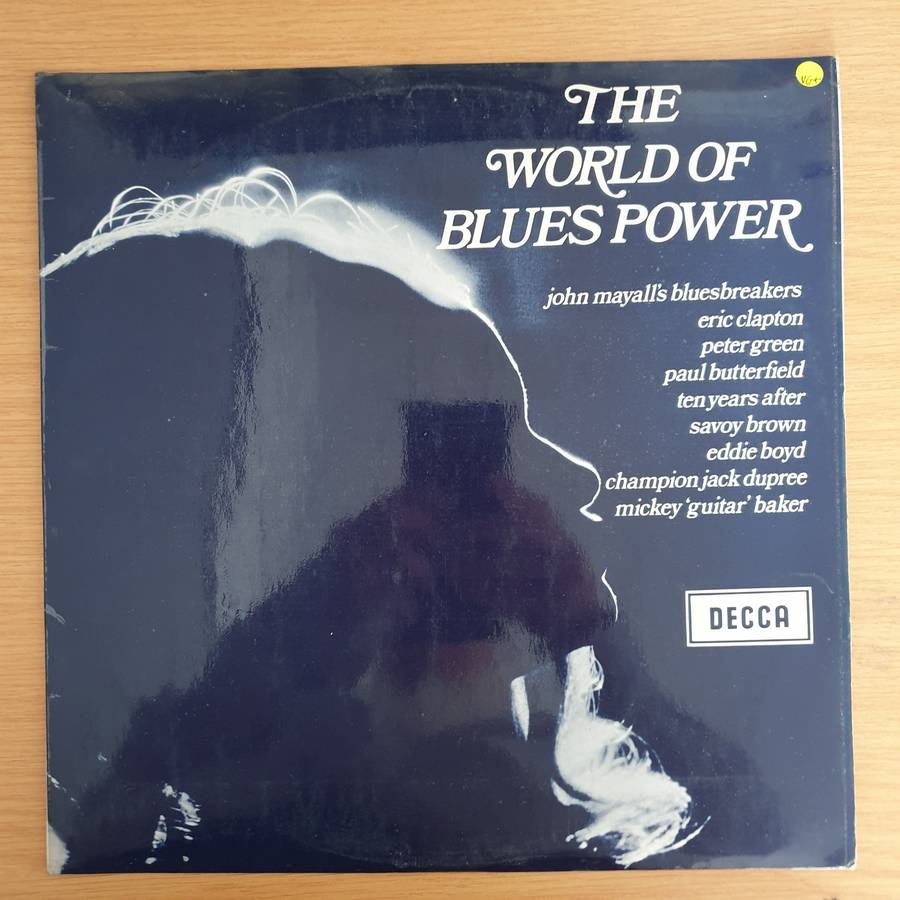 VG+
THE
WORLD OF
BLUES POWER
john mayall's bluesbreakers
eric clapton
peter green
paul butterfield
ten years after
savoy brown
eddie boyd
champion jack dupree
mickey ‘guitar’ baker
DECCA